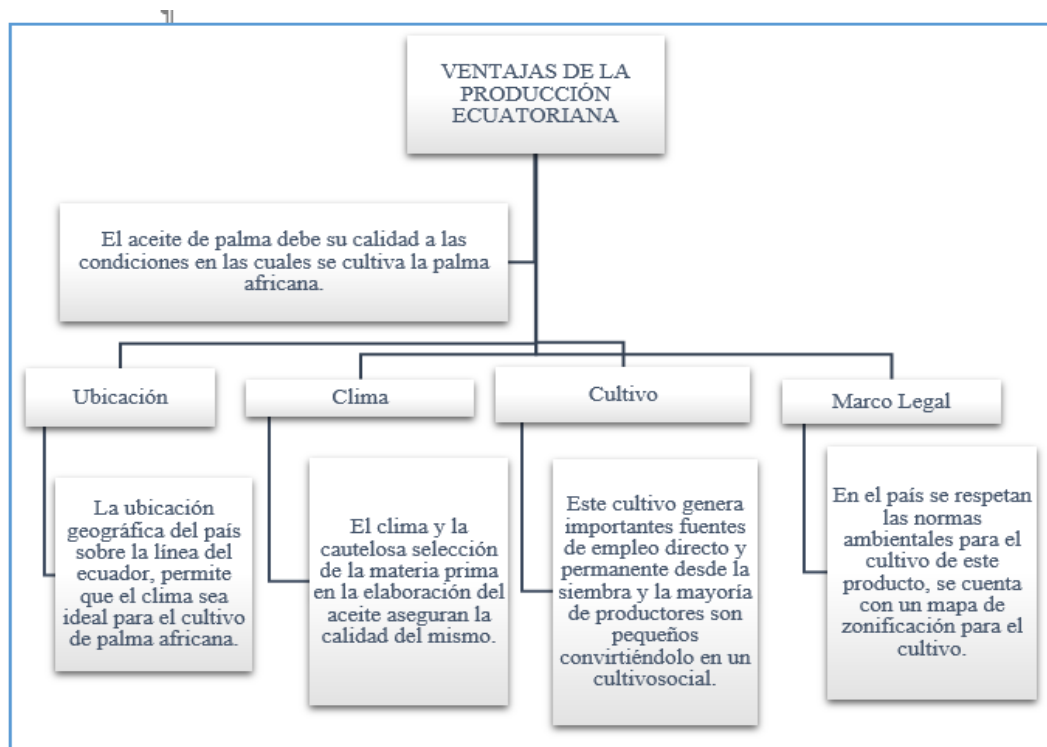 ¶
VENTAJAS DE LA
PRODUCCIÓN
ECUATORIANA
El aceite de palma debe su calidad a las
condiciones en las cuales se cultiva la palma
africana.
Ubicación
La ubicación
geográfica del país
sobre la línea del
ecuador, permite
que el clima sea
ideal para el cultivo
de palma africana.
Clima
El clima y la
cautelosa selección
de la materia prima
en la elaboración del
aceite aseguran la
calidad del mismo.
Cultivo
Este cultivo genera
importantes fuentes
de empleo directo y
permanente desde la
siembra y la mayoría
de productores son
pequeños
convirtiéndolo en un
cultivosocial.
Marco Legal
En el país se respetan
las normas
ambientales para el
cultivo de este
producto, se cuenta
con un mapa de
zonificación para el
cultivo.